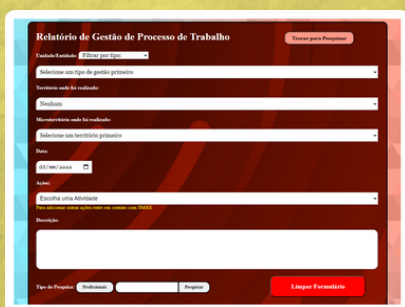 Relatório de Gestão de Processo de Trabalho
Trocar para Pesquisar
Unidade/Entidade: Filtrar por tipo:
Selecione um tipo de gestão primeiro
Território onde foi realizado:
Nenhum
Microterritório onde foi realizado:
Selecione um território primeiro
Data:
dd/mm/aaaa
Ações:
Escolha uma Atividade
Para adicionar outras ações entre em contato com SMAS
Descrição:
Tipo de Pesquisa: Profissionais Pesquisar
Limpar Formulário